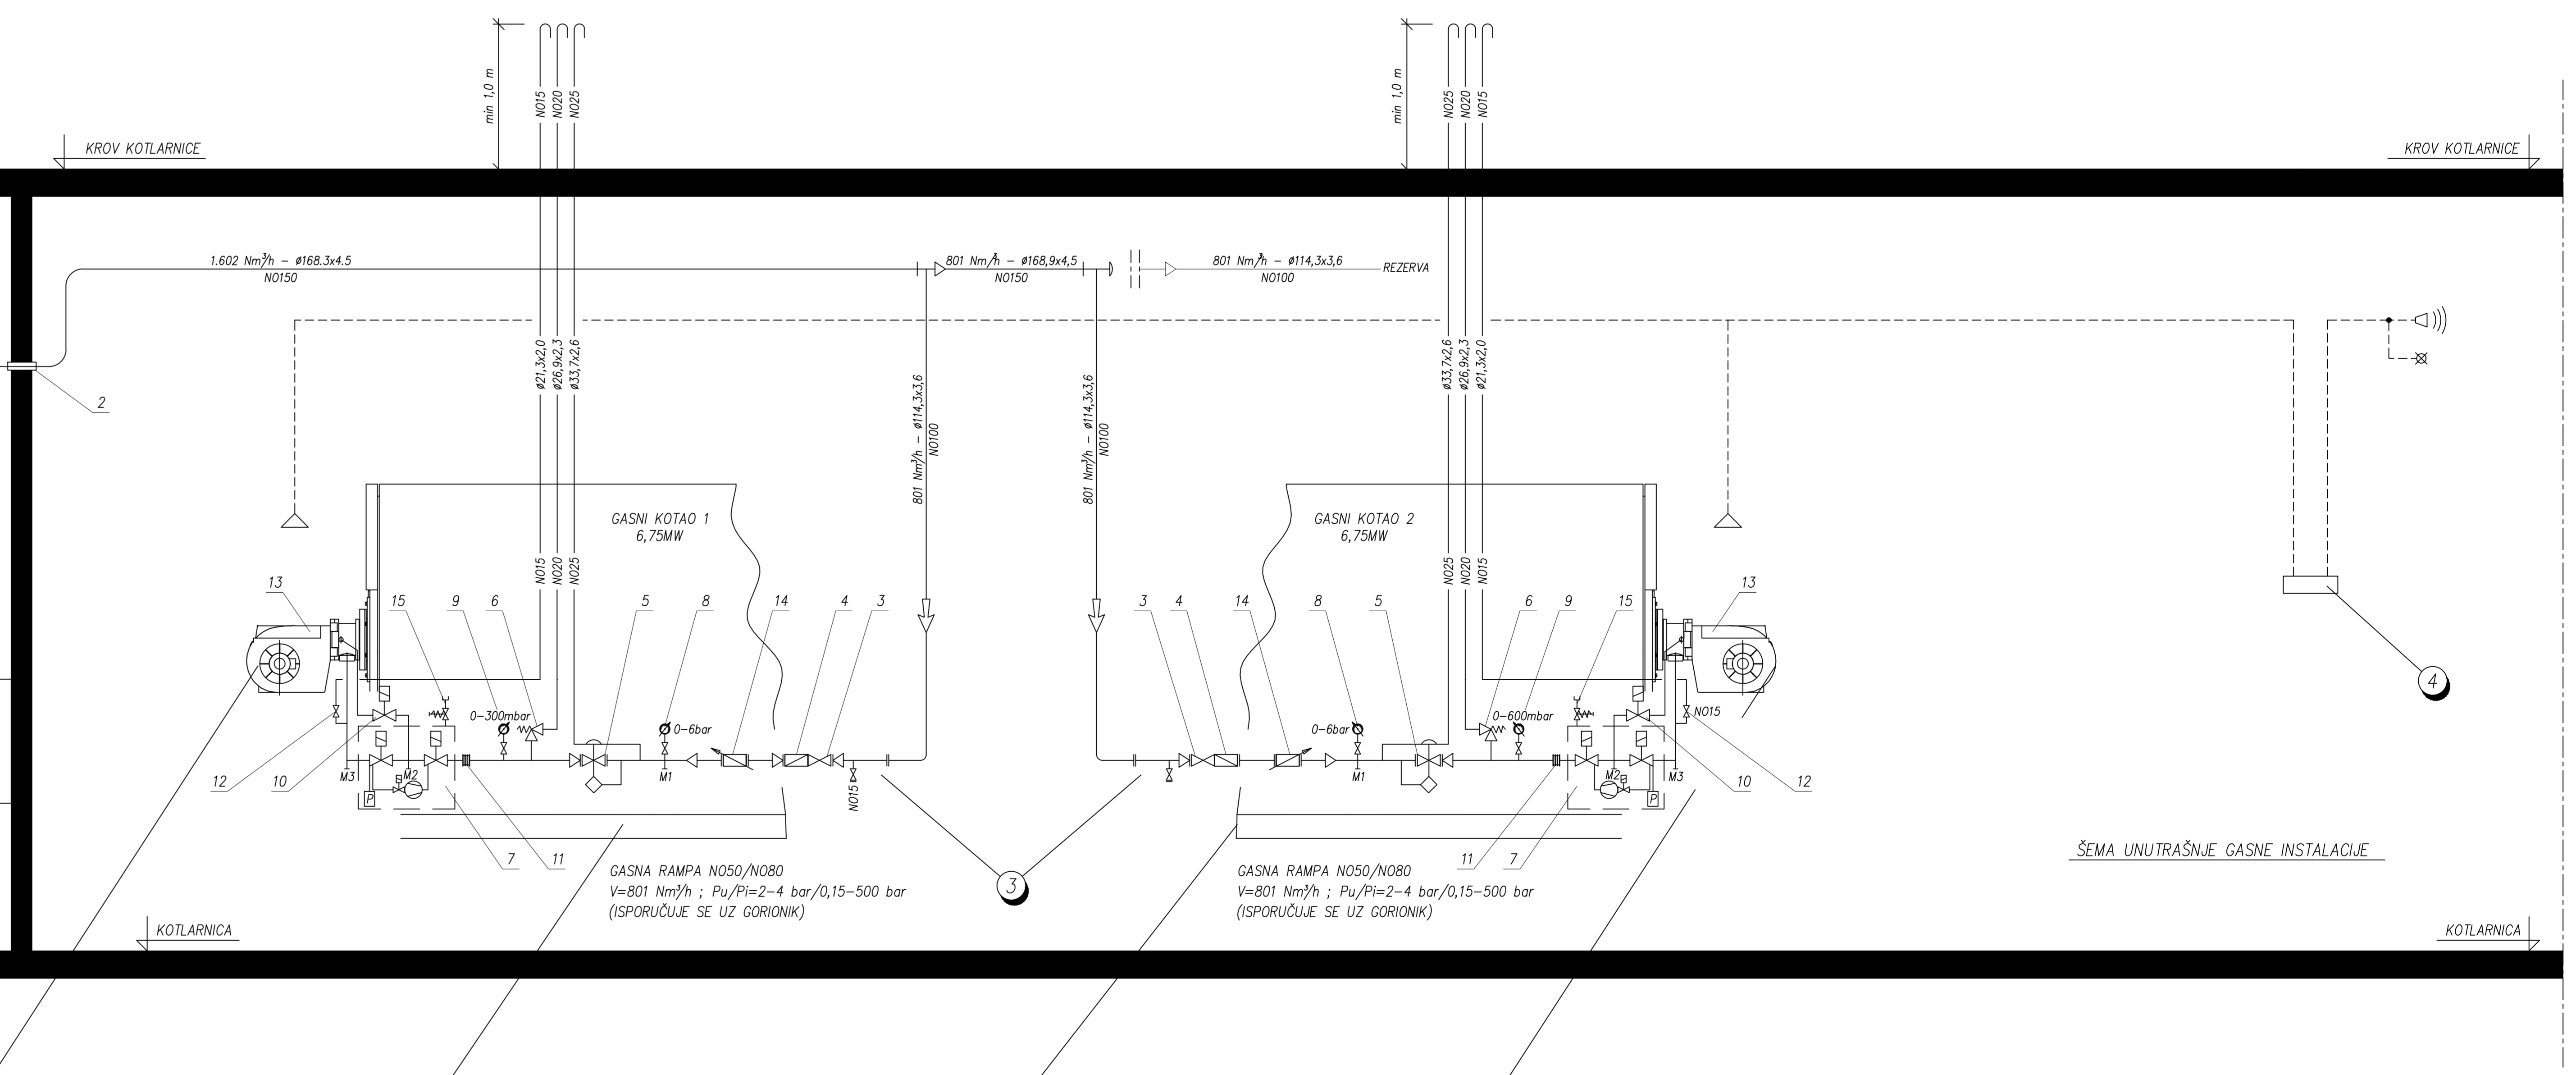 min 1,0 m
NO15
NO20
NO25
min 1,0 m
NO25
NO20
NO15
KROV KOTLARNICE
KROV KOTLARNICE
1.602 Nm³/h - ø168.3x4.5
NO150
801 Nm³/h - ø168,9x4,5
NO150
801 Nm³/h - ø114,3x3,6
NO100
REZERVA
ø21,3x2,0
ø26,9x2,3
ø33,7x2,6
801 Nm³/h - ø114,3x3,6
NO100
801 Nm³/h - ø114,3x3,6
NO100
ø33,7x2,6
ø26,9x2,3
ø21,3x2,0
2
GASNI KOTAO 1
6,75MW
GASNI KOTAO 2
6,75MW
NO15
NO20
NO25
NO25
NO20
NO15
13
15
9
6
5
8
14
4
3
3
4
14
8
5
6
9
15
13
4
0-300mbar
0-6bar
0-6bar
0-600mbar
NO15
M3
M2
M1
M1
M2
M3
12
10
P
NO15
P
10
12
7
11
3
11
7
GASNA RAMPA NO50/NO80
V=801 Nm³/h ; Pu/Pi=2-4 bar/0,15-500 bar
(ISPORUČUJE SE UZ GORIONIK)
GASNA RAMPA NO50/NO80
V=801 Nm³/h ; Pu/Pi=2-4 bar/0,15-500 bar
(ISPORUČUJE SE UZ GORIONIK)
ŠEMA UNUTRAŠNJE GASNE INSTALACIJE
KOTLARNICA
KOTLARNICA